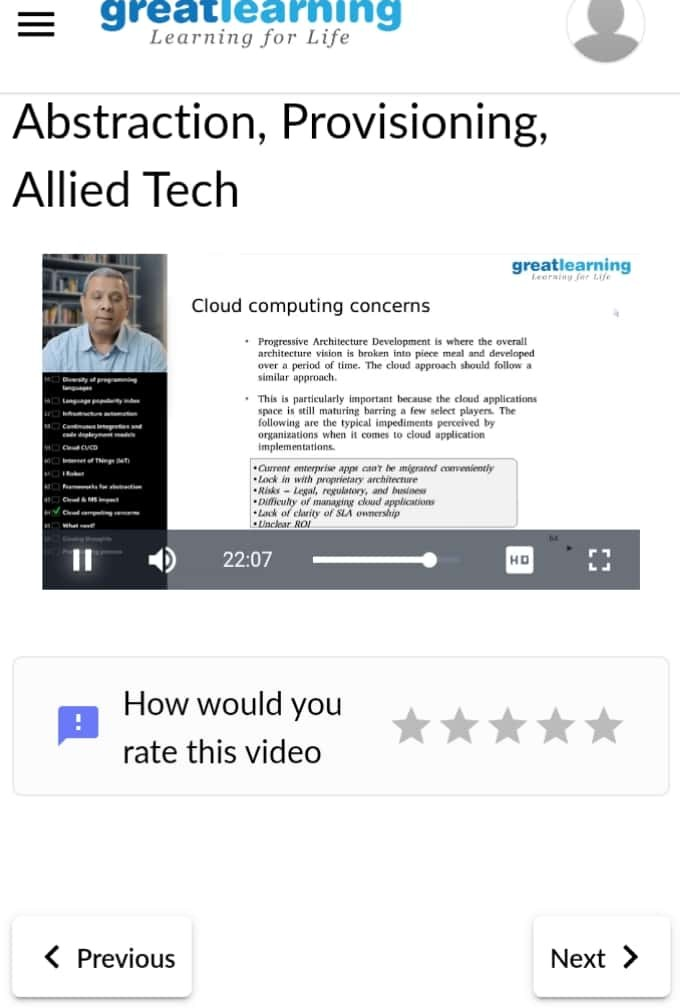 greatlearning
Learning for Life
Abstraction, Provisioning,
Allied Tech
greatlearning
Learning for Life
Cloud computing concerns
• Progressive Architecture Development is where the overall
architecture vision is broken into piece meal and developed
over a period of time. The cloud approach should follow a
similar approach.
• This is particularly important because the cloud applications
space is still maturing barring a few select players. The
following are the typical impediments perceived by
organizations when it comes to cloud application
implementations.
•Current enterprise apps can't be migrated conveniently
•Lock in with proprietary architecture
•Risks – Legal, regulatory, and business
•Difficulty of managing cloud applications
•Lack of clarity of SLA ownership
•Unclear ROI
Diversity of programming
languages
Language popularity index
Infrastructure automation
Continuous Integration and
code deployment models
Cloud CI/CD
Internet of Things (IoT)
Frameworks for abstraction
Cloud & MS Impact
Cloud computing concerns
What next?
Closing thoughts
22:07
HD
How would you
rate this video
Previous
Next